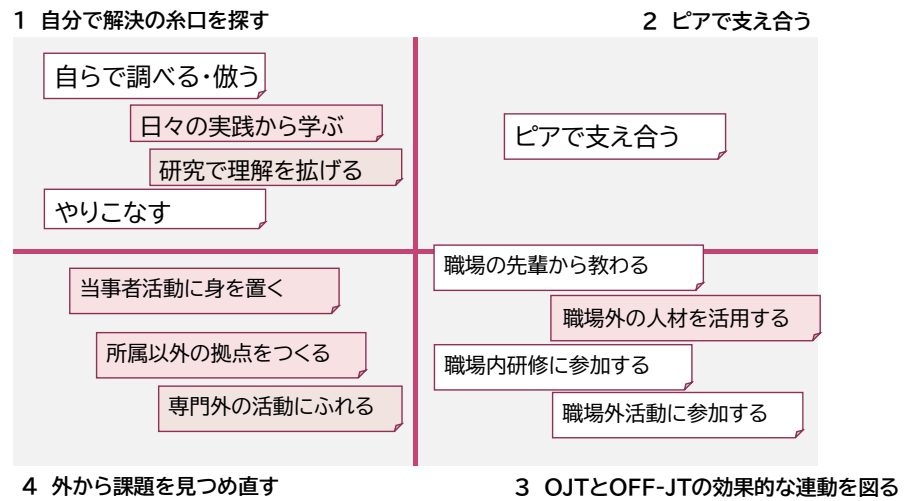 1 自分で解決の糸口を探す
2 ピアで支え合う
自らで調べる・倣う
日々の実践から学ぶ
研究で理解を拡げる
やりこなす
ピアで支え合う
当事者活動に身を置く
所属以外の拠点をつくる
専門外の活動にふれる
職場の先輩から教わる
職場外の人材を活用する
職場内研修に参加する
職場外活動に参加する
4 外から課題を見つめ直す
3 OJTとOFF-JTの効果的な連動を図る